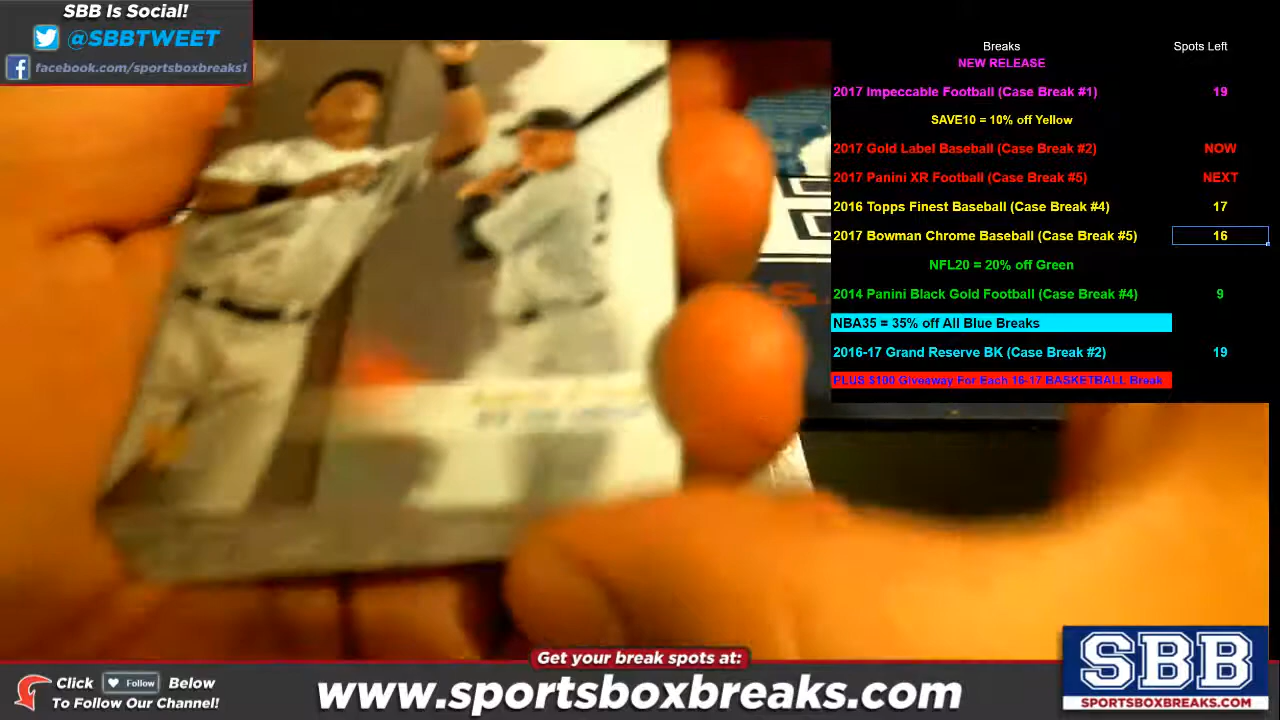 SBB Is Social!
@SBBTWEET
facebook.com/sportsboxbreaks1
Breaks Spots Left
NEW RELEASE
2017 Impeccable Football (Case Break #1) 19
SAVE10 = 10% off Yellow
2017 Gold Label Baseball (Case Break #2) NOW
2017 Panini XR Football (Case Break #5) NEXT
2016 Topps Finest Baseball (Case Break #4) 17
2017 Bowman Chrome Baseball (Case Break #5) 16
NFL20 = 20% off Green
2014 Panini Black Gold Football (Case Break #4) 9
NBA35 = 35% off All Blue Breaks
2016-17 Grand Reserve BK (Case Break #2) 19
PLUS $100 Giveaway For Each 16-17 BASKETBALL Break
Get your break spots at:
Click Follow Below
To Follow Our Channel!
www.sportsboxbreaks.com
SBB
SPORTSBOXBREAKS.COM